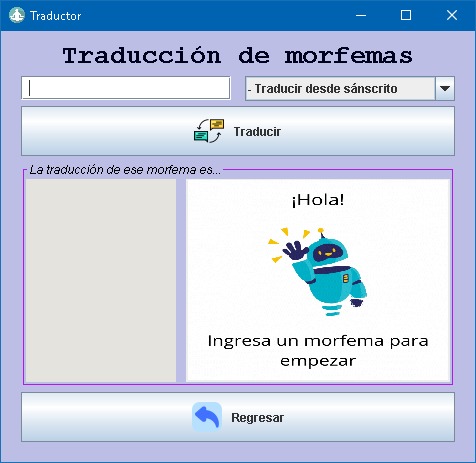 Traductor
Traducción de morfemas
- Traducir desde sánscrito
Traducir
La traducción de ese morfema es...
¡Hola!
Ingresa un morfema para
empezar
Regresar